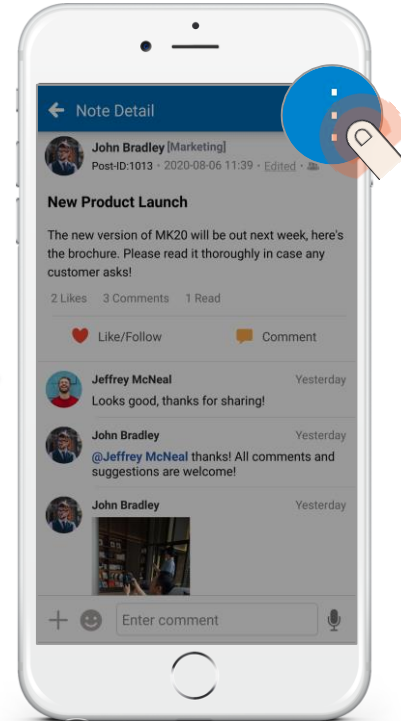 Note Detail
John Bradley [Marketing]
Post-ID:1013 · 2020-08-06 11:39 · Edited ·
New Product Launch
The new version of MK20 will be out next week, here's
the brochure. Please read it thoroughly in case any
customer asks!
2 Likes 3 Comments 1 Read
Like/Follow Comment
Jeffrey McNeal Yesterday
Looks good, thanks for sharing!
John Bradley Yesterday
@Jeffrey McNeal thanks! All comments and
suggestions are welcome!
John Bradley Yesterday
Enter comment